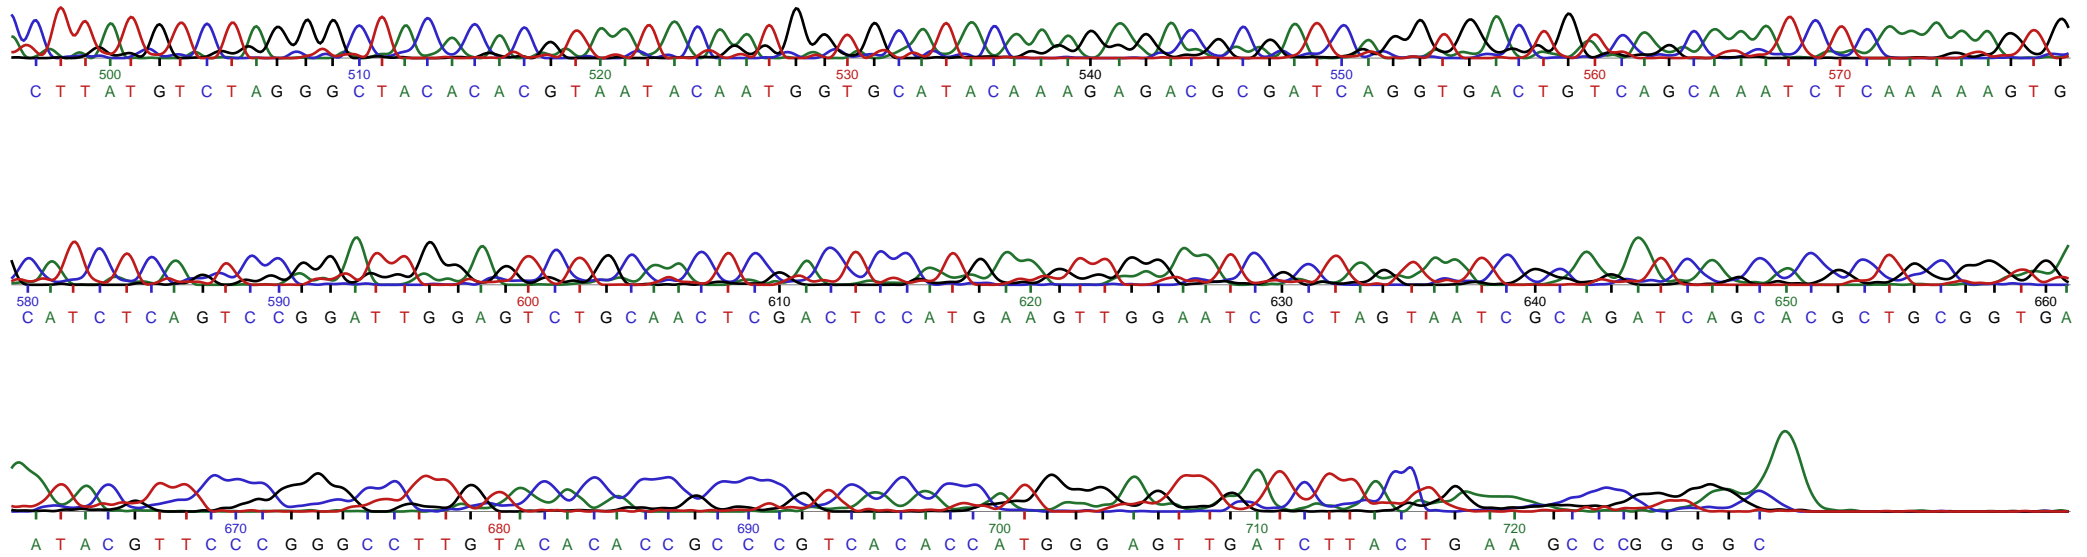 500 510 520 530 540 550 560 570
C T T A T G T C T A G G G C T A C A C A C G T A A T A C A A T G G T G C A T A C A A A G A G A C G C G A T C A G G T G A C T G T C A G C A A A T C T C A A A A A G T G
580 590 600 610 620 630 640 650 660
C A T C T C A G T C C G G A T T G G A G T C T G C A A C T C G A C T C C A T G A A G T T G G A A T C G C T A G T A A T C G C A G A T C A G C A C G C T G C G G T G A
670 680 690 700 710 720
A T A C G T T C C C G G G C C T T G T A C A C A C C G C C C G T C A C A C C A T G G G A G T T G A T C T T A C T G A A G C C C G G G G C